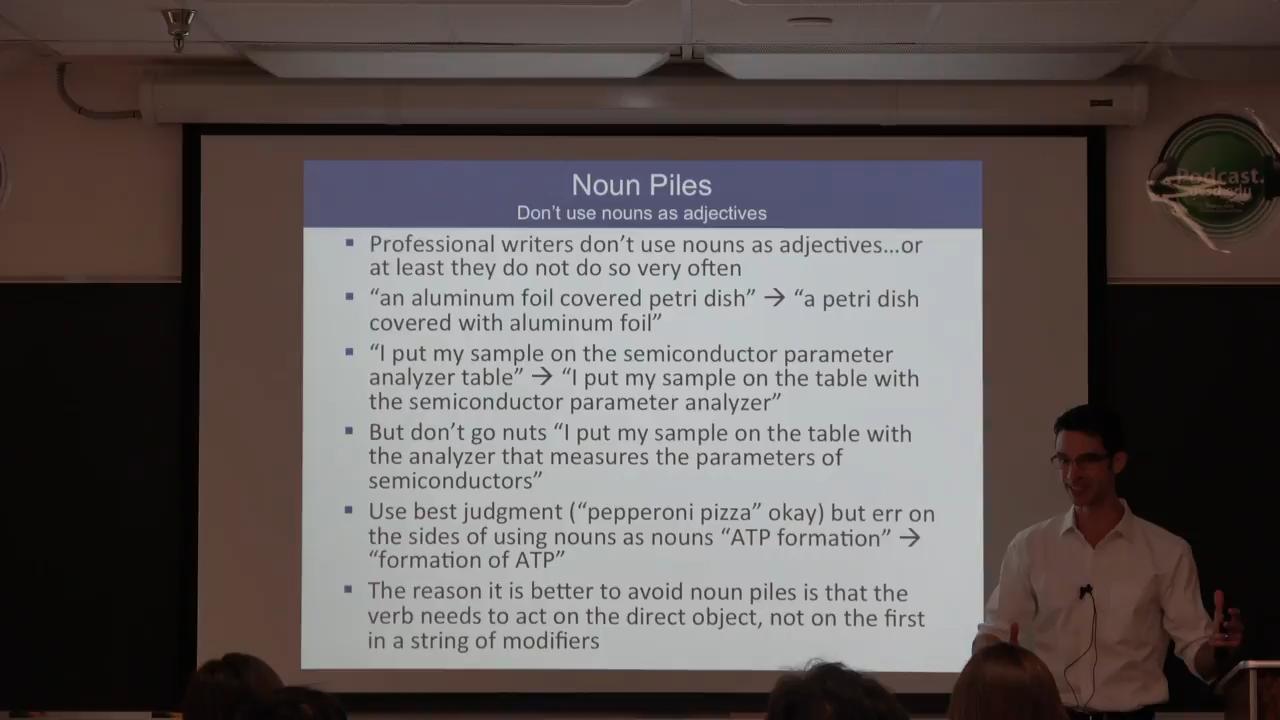 Noun Piles
Don't use nouns as adjectives
▪ Professional writers don't use nouns as adjectives…or
at least they do not do so very often
▪ "an aluminum foil covered petri dish" → "a petri dish
covered with aluminum foil"
▪ "I put my sample on the semiconductor parameter
analyzer table" → "I put my sample on the table with
the semiconductor parameter analyzer"
▪ But don't go nuts "I put my sample on the table with
the analyzer that measures the parameters of
semiconductors"
▪ Use best judgment ("pepperoni pizza" okay) but err on
the sides of using nouns as nouns "ATP formation" →
"formation of ATP"
▪ The reason it is better to avoid noun piles is that the
verb needs to act on the direct object, not on the first
in a string of modifiers
Podcast.
ucsd.edu